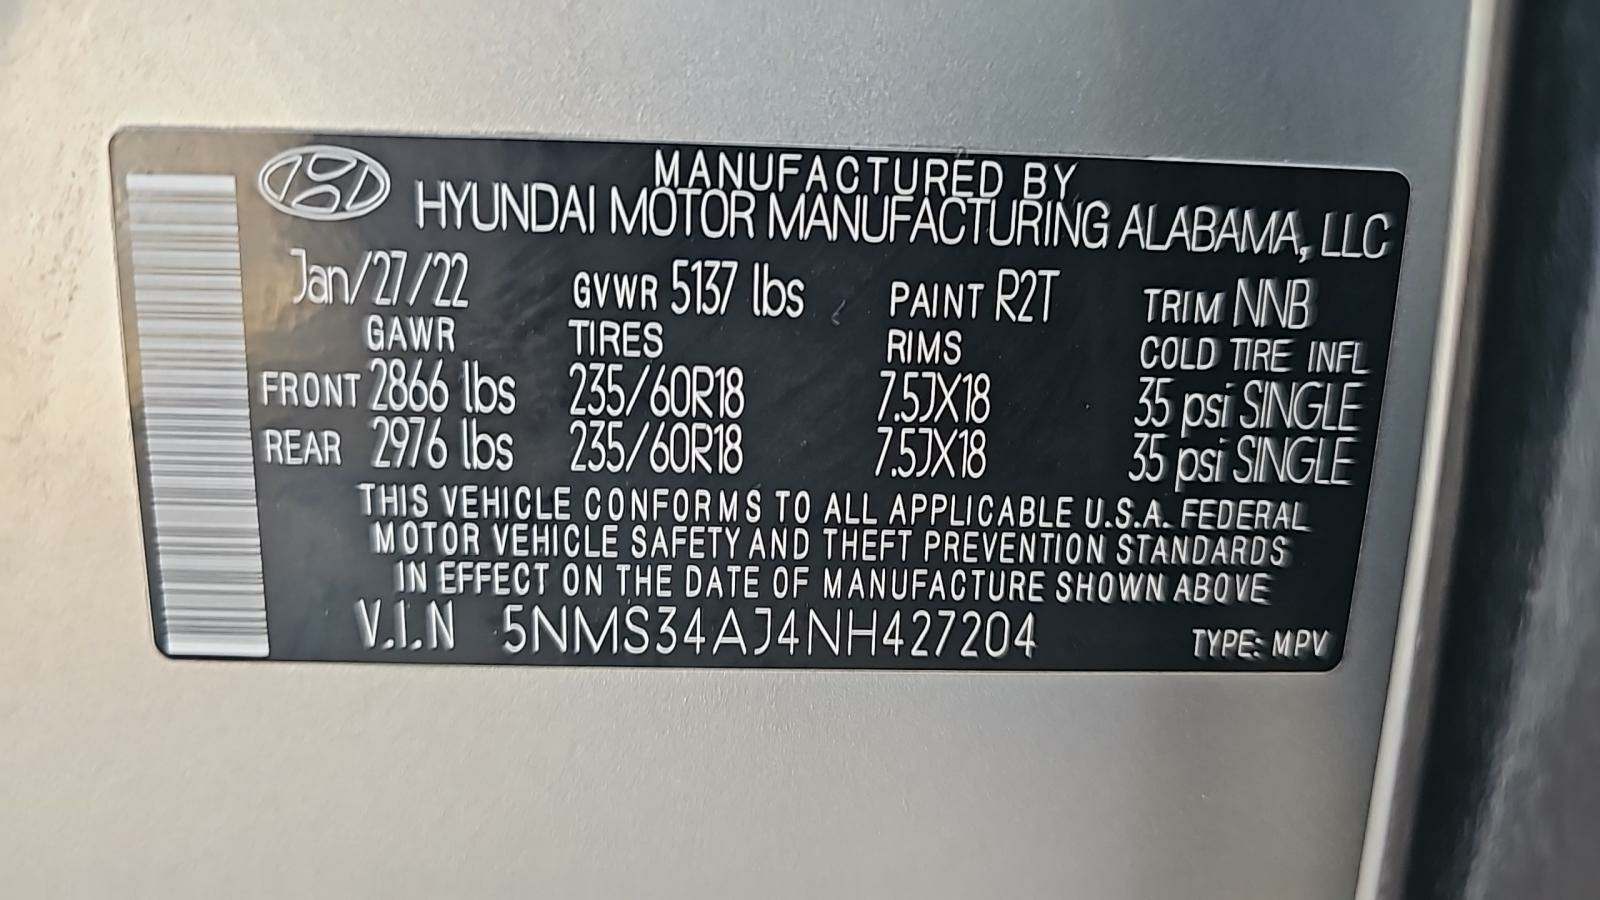 MANUFACTURED BY
HYUNDAI MOTOR MANUFACTURING ALABAMA, LLC
Jan/27/22 GVWR 5137 lbs PAINT R2T TRIM NNB
GAWR TIRES RIMS COLD TIRE INFL
FRONT 2866 lbs 235/60R18 7.5JX18 35 psi SINGLE
REAR 2976 lbs 235/60R18 7.5JX18 35 psi SINGLE
THIS VEHICLE CONFORMS TO ALL APPLICABLE U.S.A. FEDERAL
MOTOR VEHICLE SAFETY AND THEFT PREVENTION STANDARDS
IN EFFECT ON THE DATE OF MANUFACTURE SHOWN ABOVE
V.I.N 5NMS34AJ4NH427204 TYPE: MPV